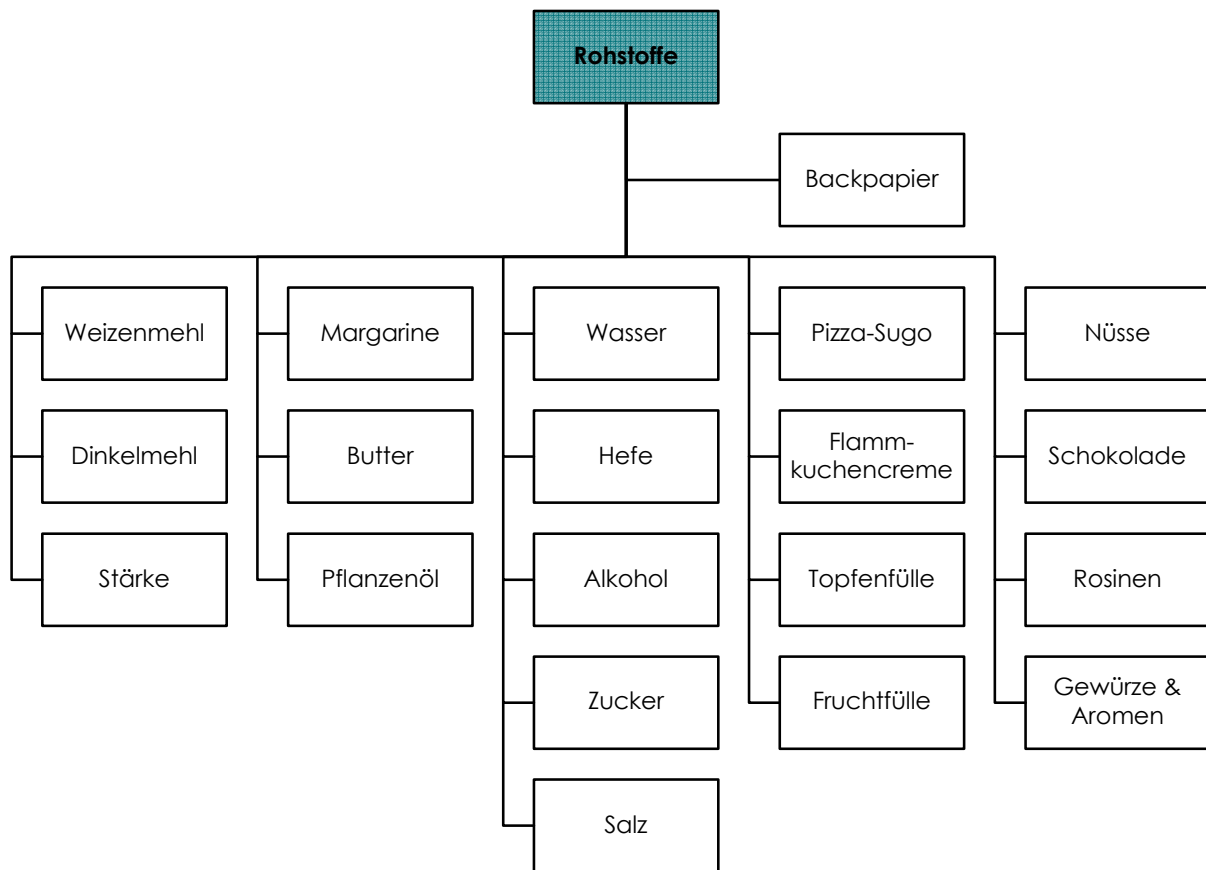 Rohstoffe
Backpapier
Weizenmehl
Margarine
Wasser
Pizza-Sugo
Nüsse
Dinkelmehl
Butter
Hefe
Flamm-
kuchencreme
Schokolade
Stärke
Pflanzenöl
Alkohol
Topfenfülle
Rosinen
Zucker
Fruchtfülle
Gewürze &
Aromen
Salz